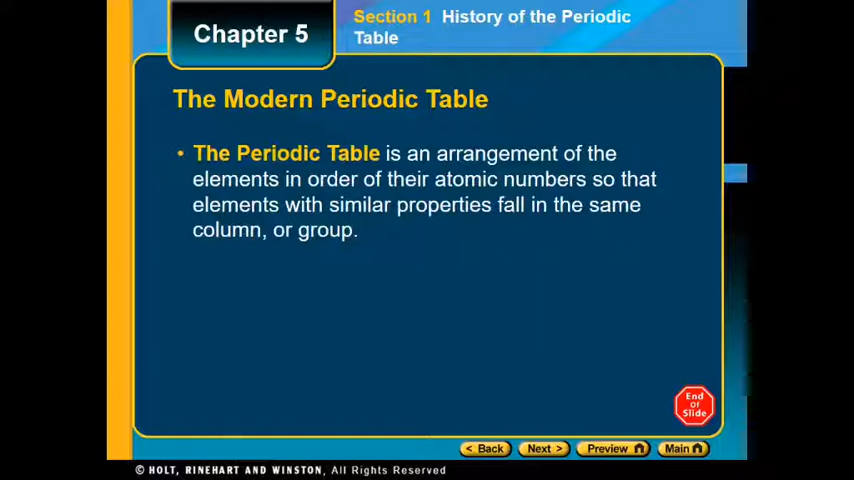 Chapter 5
Section 1 History of the Periodic
Table
The Modern Periodic Table
• The Periodic Table is an arrangement of the
elements in order of their atomic numbers so that
elements with similar properties fall in the same
column, or group.
End
Of
Slide
< Back
Next >
Preview
Main
© HOLT, RINEHART AND WINSTON, All Rights Reserved